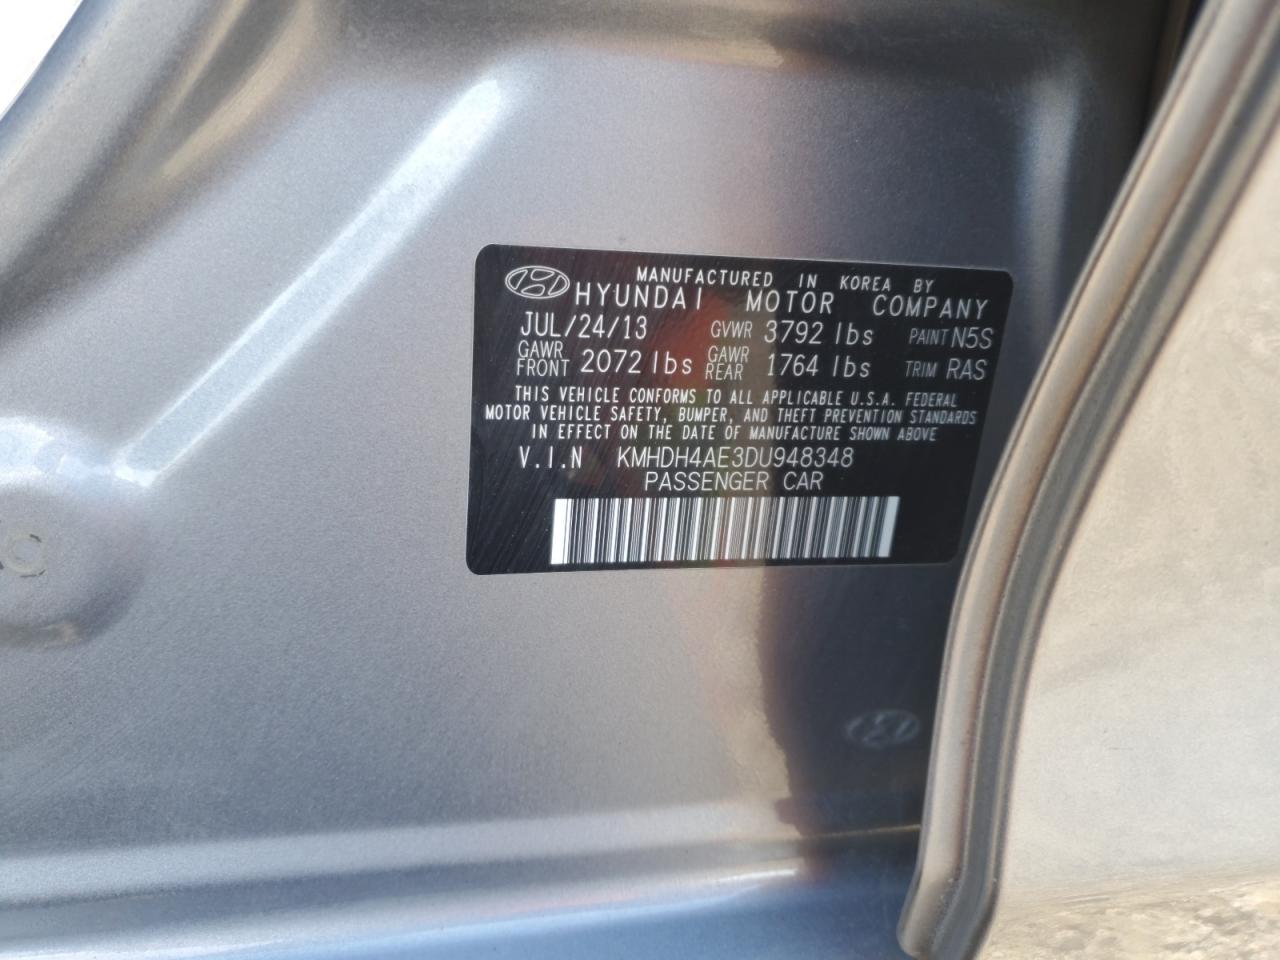 MANUFACTURED IN KOREA BY
HYUNDAI MOTOR COMPANY
JUL/24/13 GVWR 3792 lbs PAINT N5S
GAWR FRONT 2072 lbs GAWR REAR 1764 lbs TRIM RAS
THIS VEHICLE CONFORMS TO ALL APPLICABLE U.S.A. FEDERAL
MOTOR VEHICLE SAFETY, BUMPER, AND THEFT PREVENTION STANDARDS
IN EFFECT ON THE DATE OF MANUFACTURE SHOWN ABOVE
V.I.N KMHDH4AE3DU948348
PASSENGER CAR